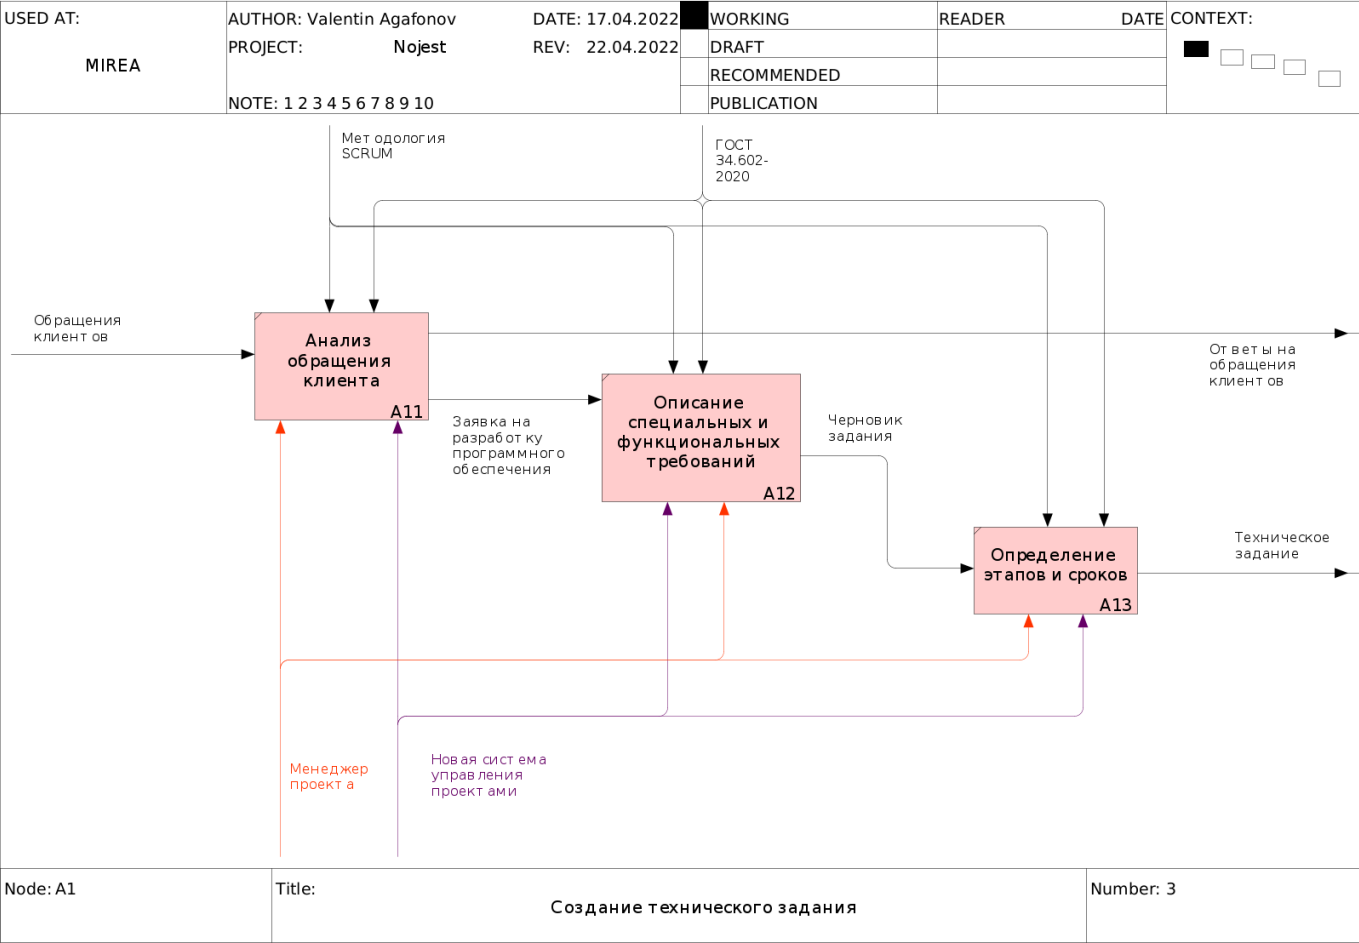 USED AT:
MIREA
AUTHOR: Valentin Agafonov
DATE: 17.04.2022
PROJECT: Nojest
REV: 22.04.2022
NOTE: 1 2 3 4 5 6 7 8 9 10
WORKING
DRAFT
RECOMMENDED
PUBLICATION
READER
DATE
CONTEXT:
Методология
SCRUM
ГОСТ
34.602-
2020
Обращения
клиентов
Анализ
обращения
клиента
A11
Ответы на
обращения
клиентов
Заявка на
разработку
программного
обеспечения
Описание
специальных и
функциональных
требований
A12
Черновик
задания
Определение
этапов и сроков
A13
Техническое
задание
Менеджер
проекта
Новая система
управления
проектами
Node: A1
Title:
Создание технического задания
Number: 3